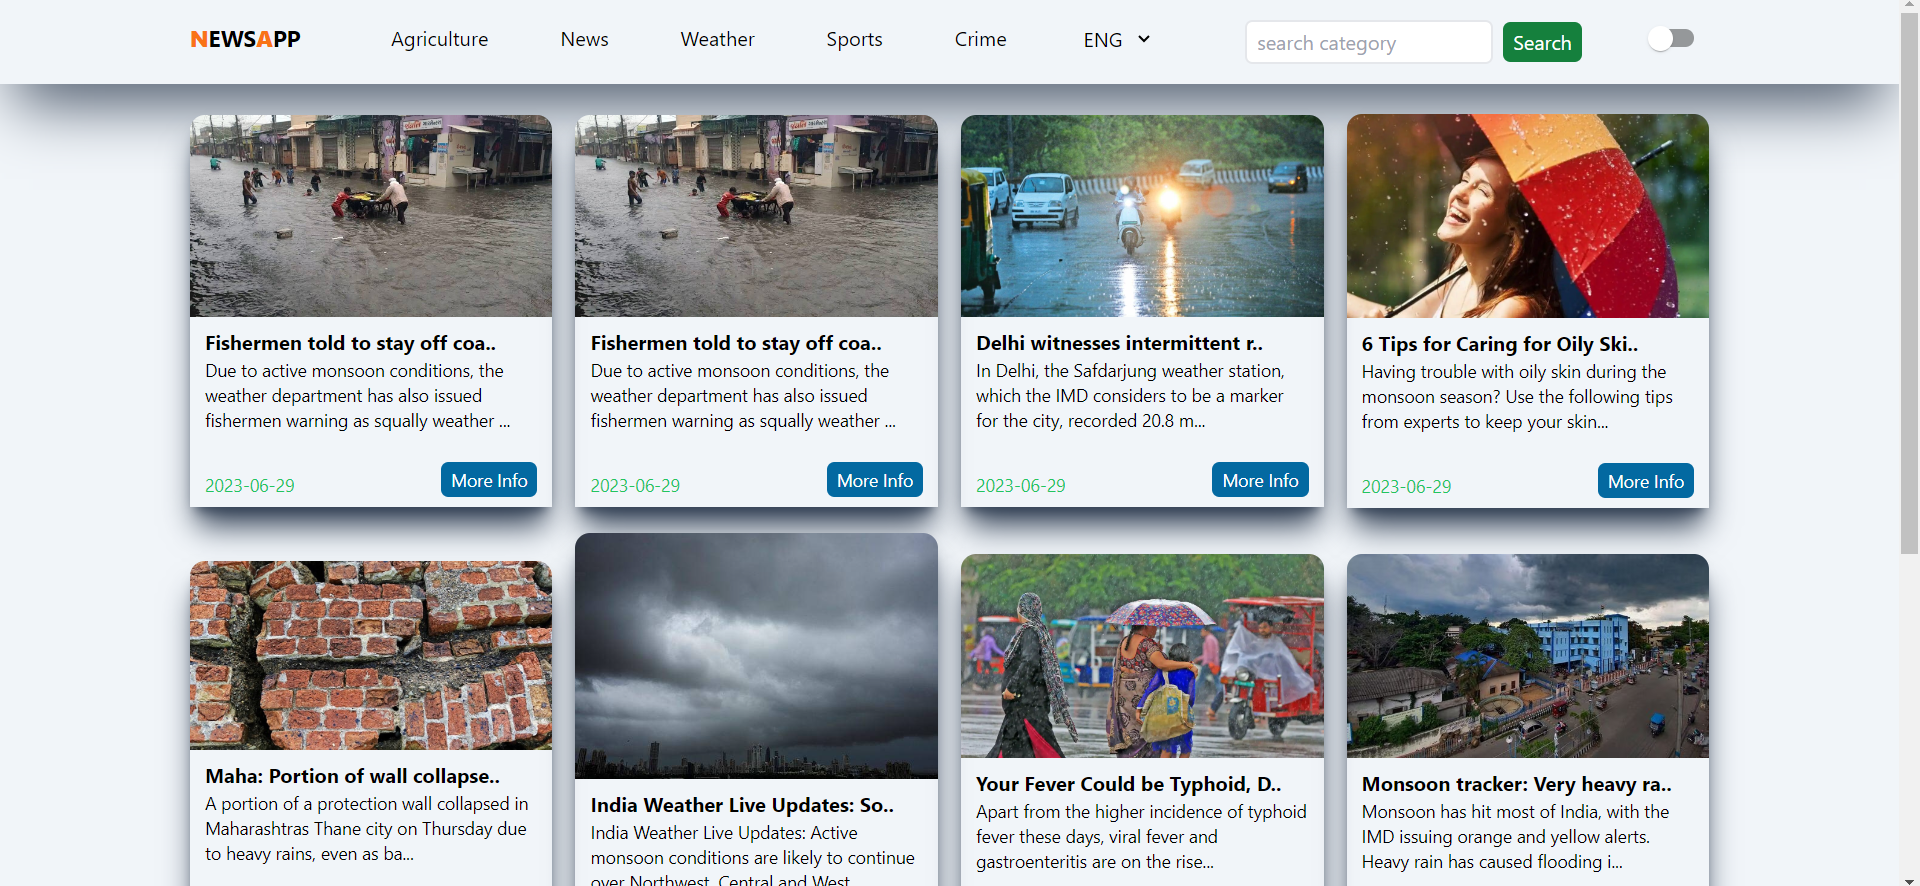 NEWSAPP
Agriculture
News
Weather
Sports
Crime
ENG
search category
Search
Fishermen told to stay off coa..
Due to active monsoon conditions, the
weather department has also issued
fishermen warning as squally weather ...
2023-06-29
More Info
Fishermen told to stay off coa..
Due to active monsoon conditions, the
weather department has also issued
fishermen warning as squally weather ...
2023-06-29
More Info
Delhi witnesses intermittent r..
In Delhi, the Safdarjung weather station,
which the IMD considers to be a marker
for the city, recorded 20.8 m...
2023-06-29
More Info
6 Tips for Caring for Oily Ski..
Having trouble with oily skin during the
monsoon season? Use the following tips
from experts to keep your skin...
2023-06-29
More Info
Maha: Portion of wall collapse..
A portion of a protection wall collapsed in
Maharashtras Thane city on Thursday due
to heavy rains, even as ba...
India Weather Live Updates: So..
India Weather Live Updates: Active
monsoon conditions are likely to continue
over Northwest, Central and West
Your Fever Could be Typhoid, D..
Apart from the higher incidence of typhoid
fever these days, viral fever and
gastroenteritis are on the rise...
Monsoon tracker: Very heavy ra..
Monsoon has hit most of India, with the
IMD issuing orange and yellow alerts.
Heavy rain has caused flooding i...